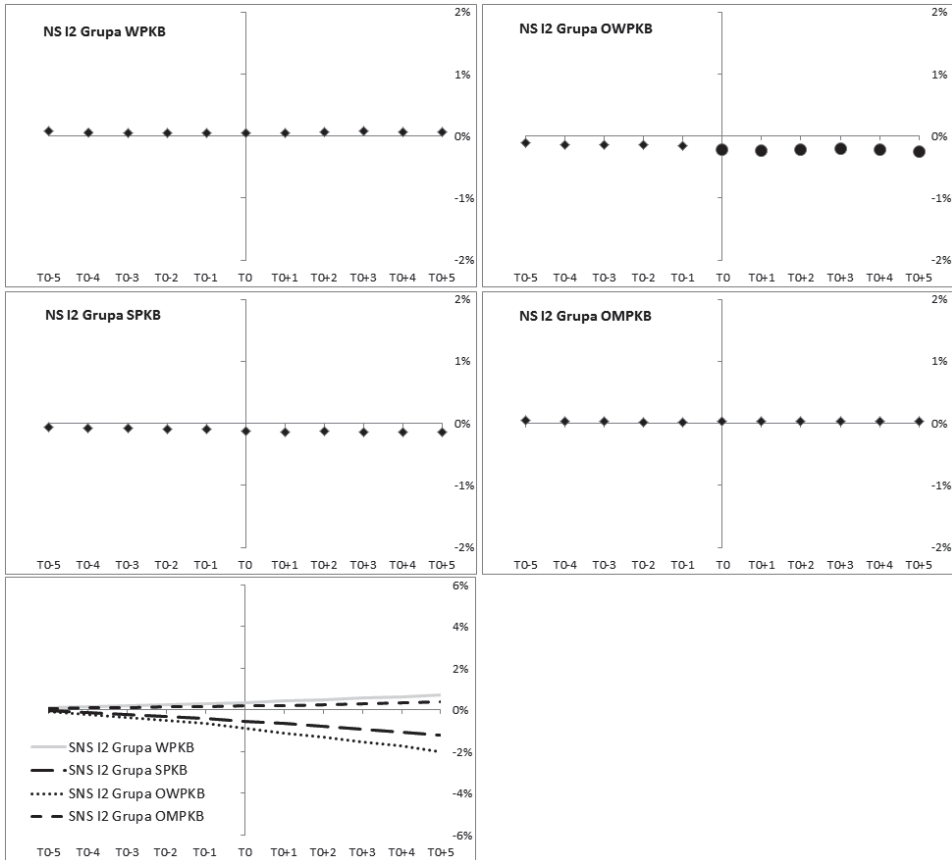 NS I2 Grupa WPKB
2%
1%
0%
-1%
-2%
T0-5 T0-4 T0-3 T0-2 T0-1 T0 T0+1 T0+2 T0+3 T0+4 T0+5
NS I2 Grupa OWPKB
2%
1%
0%
-1%
-2%
T0-5 T0-4 T0-3 T0-2 T0-1 T0 T0+1 T0+2 T0+3 T0+4 T0+5
NS I2 Grupa SPKB
2%
1%
0%
-1%
-2%
T0-5 T0-4 T0-3 T0-2 T0-1 T0 T0+1 T0+2 T0+3 T0+4 T0+5
NS I2 Grupa OMPKB
2%
1%
0%
-1%
-2%
T0-5 T0-4 T0-3 T0-2 T0-1 T0 T0+1 T0+2 T0+3 T0+4 T0+5
6%
4%
2%
0%
-2%
-4%
-6%
SNS I2 Grupa WPKB
SNS I2 Grupa SPKB
SNS I2 Grupa OWPKB
SNS I2 Grupa OMPKB
T0-5 T0-4 T0-3 T0-2 T0-1 T0 T0+1 T0+2 T0+3 T0+4 T0+5